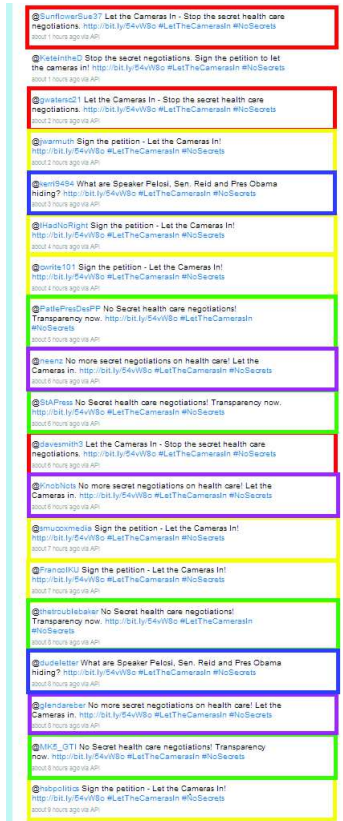 @SunflowerSue37 Let the Cameras In - Stop the secret health care
negotiations. http://bit.ly/54vW8o #LetTheCamerasIn #NoSecrets
about 1 hours ago via API
@KeteintheD Stop the secret negotiations. Sign the petition to let
the cameras in! http://bit.ly/54vW8o #LetTheCamerasIn #NoSecrets
about 1 hours ago via API
@gwatersc21 Let the Cameras In - Stop the secret health care
negotiations. http://bit.ly/54vW8o #LetTheCamerasIn #NoSecrets
about 2 hours ago via API
@jwarmuth Sign the petition - Let the Cameras In!
http://bit.ly/54vW8o #LetTheCamerasIn #NoSecrets
about 2 hours ago via API
@kerri9494 What are Speaker Pelosi, Sen. Reid and Pres Obama
hiding? http://bit.ly/54vW8o #LetTheCamerasIn #NoSecrets
about 3 hours ago via API
@IHadNoRight Sign the petition - Let the Cameras In!
http://bit.ly/54vW8o #LetTheCamerasIn #NoSecrets
about 4 hours ago via API
@owrite101 Sign the petition - Let the Cameras In!
http://bit.ly/54vW8o #LetTheCamerasIn #NoSecrets
about 4 hours ago via API
@PatlePresDesPP No Secret health care negotiations!
Transparency now. http://bit.ly/54vW8o #LetTheCamerasIn
#NoSecrets
about 5 hours ago via API
@neenz No more secret negotiations on health care! Let the
Cameras in. http://bit.ly/54vW8o #LetTheCamerasIn #NoSecrets
about 6 hours ago via API
@StAPress No Secret health care negotiations! Transparency now.
http://bit.ly/54vW8o #LetTheCamerasIn #NoSecrets
about 6 hours ago via API
@davesmith3 Let the Cameras In - Stop the secret health care
negotiations. http://bit.ly/54vW8o #LetTheCamerasIn #NoSecrets
about 6 hours ago via API
@KnobNots No more secret negotiations on health care! Let the
Cameras in. http://bit.ly/54vW8o #LetTheCamerasIn #NoSecrets
about 6 hours ago via API
@smucoxmedia Sign the petition - Let the Cameras In!
http://bit.ly/54vW8o #LetTheCamerasIn #NoSecrets
about 7 hours ago via API
@FrancoIKU Sign the petition - Let the Cameras In!
http://bit.ly/54vW8o #LetTheCamerasIn #NoSecrets
about 7 hours ago via API
@thetroublebaker No Secret health care negotiations!
Transparency now. http://bit.ly/54vW8o #LetTheCamerasIn
#NoSecrets
about 8 hours ago via API
@dudeletter What are Speaker Pelosi, Sen. Reid and Pres Obama
hiding? http://bit.ly/54vW8o #LetTheCamerasIn #NoSecrets
about 8 hours ago via API
@glendareber No more secret negotiations on health care! Let the
Cameras in. http://bit.ly/54vW8o #LetTheCamerasIn #NoSecrets
about 8 hours ago via API
@MK6_GTI No Secret health care negotiations! Transparency
now. http://bit.ly/54vW8o #LetTheCamerasIn #NoSecrets
about 8 hours ago via API
@hsbpolitics Sign the petition - Let the Cameras In!
http://bit.ly/54vW8o #LetTheCamerasIn #NoSecrets
about 9 hours ago via API